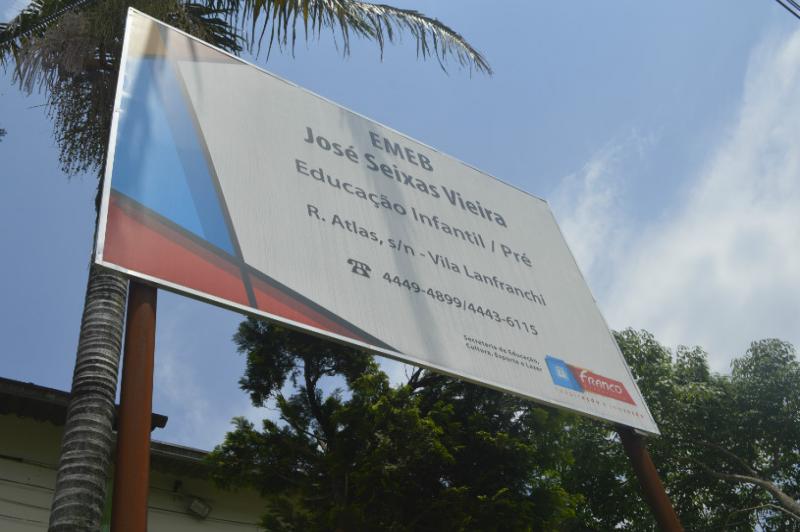 EMEB
José Seixas Vieira
Educação Infantil / Pré
R. Atlas, s/n - Vila Lanfranchi
☎ 4449-4899/4443-6115
Secretaria da Educação,
Cultura, Esporte e Lazer
FRANCO